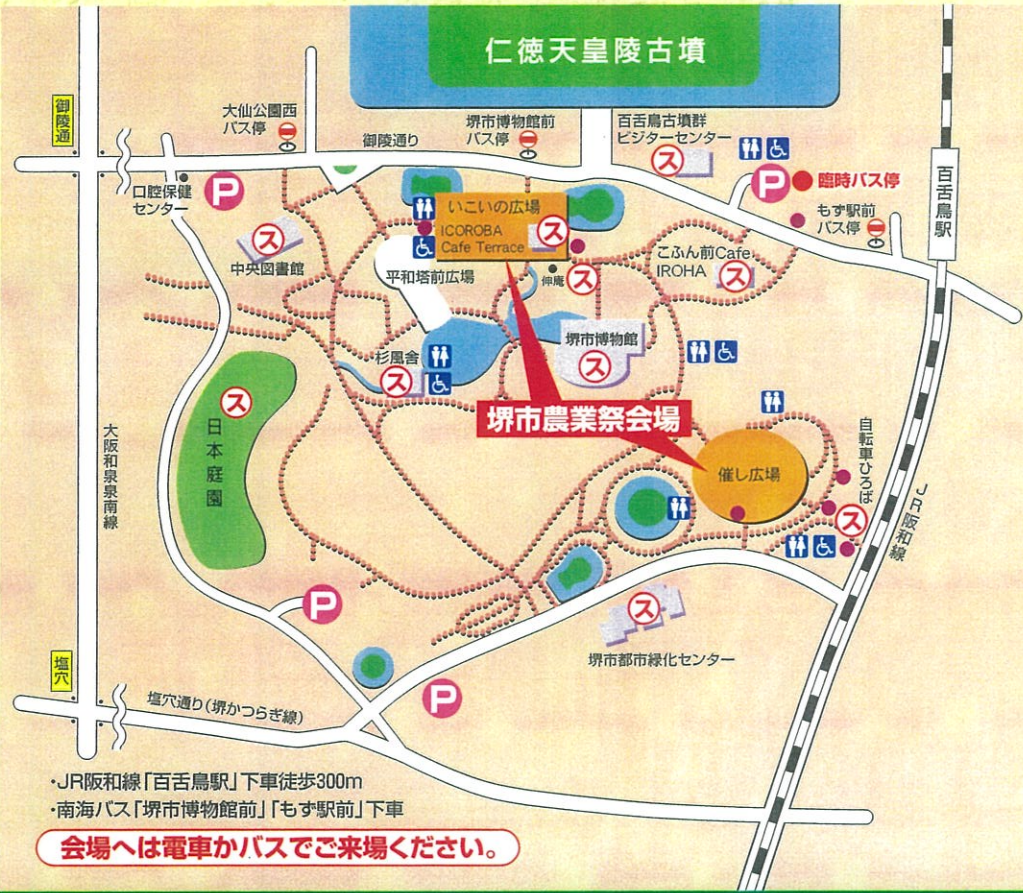 仁徳天皇陵古墳
御陵通
大仙公園西
バス停
御陵通り
堺市博物館前
バス停
百舌鳥古墳群
ビジターセンター
ス
口腔保健
センター
P
P
臨時バス停
もず駅前
バス停
百舌鳥駅
いこいの広場
ICOROBA
Cafe Terrace
ス
ス
中央図書館
平和塔前広場
伸庵
ス
こふん前Cafe
IROHA
ス
堺市博物館
ス
杉風舎
ス
ス
日本庭園
堺市農業祭会場
催し広場
自転車ひろば
ス
大阪和泉泉南線
JR阪和線
P
ス
堺市都市緑化センター
塩穴
塩穴通り(堺かつらぎ線)
P
・JR阪和線「百舌鳥駅」下車徒歩300m
・南海バス「堺市博物館前」「もず駅前」下車
会場へは電車かバスでご来場ください。